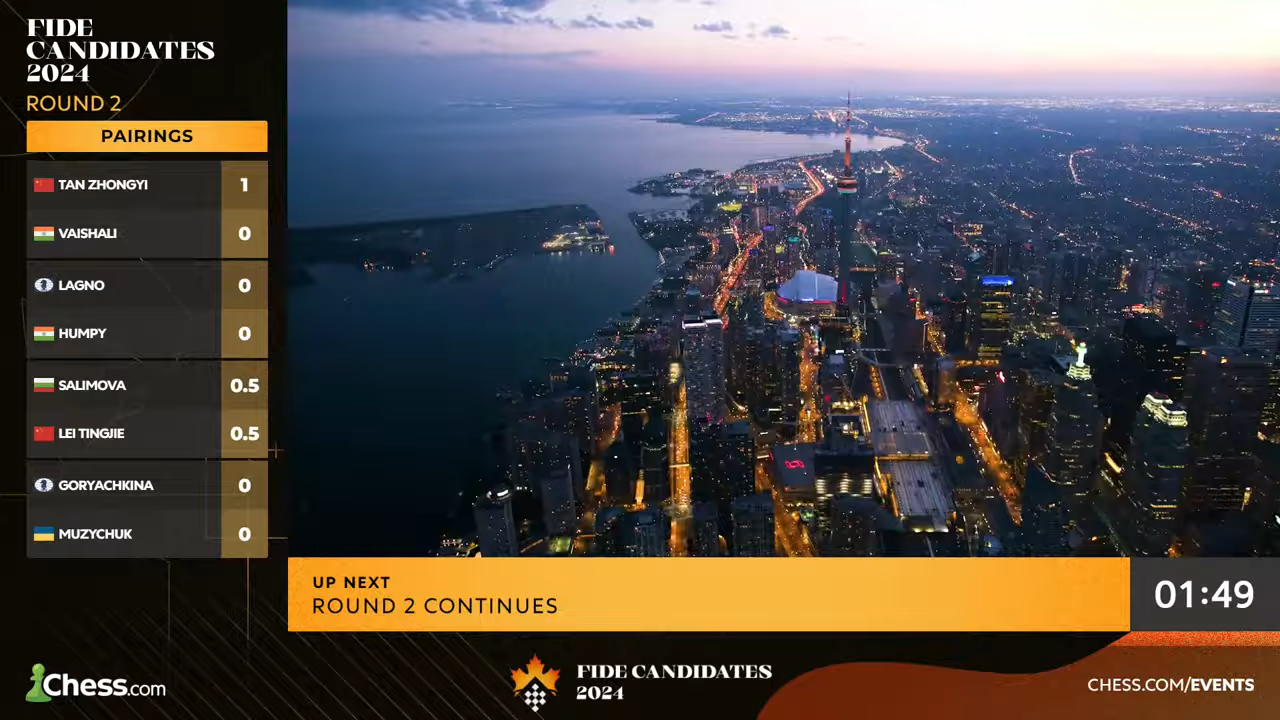 FIDE
CANDIDATES
2024
ROUND 2
PAIRINGS
TAN ZHONGYI 1
VAISHALI 0
LAGNO 0
HUMPY 0
SALIMOVA 0.5
LEI TINGJIE 0.5
GORYACHKINA 0
MUZYCHUK 0
UP NEXT
ROUND 2 CONTINUES
01:49
Chess.com
FIDE CANDIDATES
2024
CHESS.COM/EVENTS